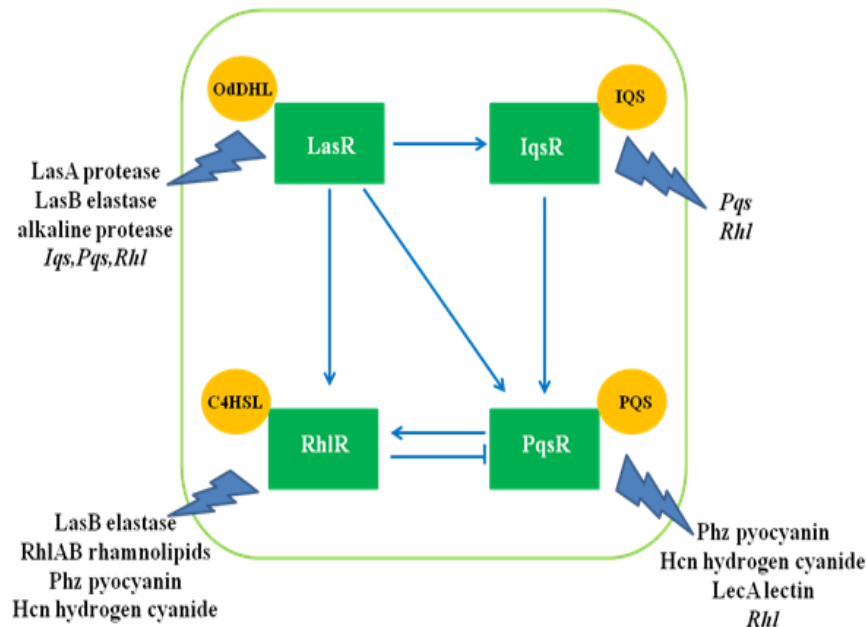 OdDHL
IQS
LasR
IqsR
LasA protease
LasB elastase
alkaline protease
Iqs,Pqs,Rhl
Pqs
Rhl
C4HSL
PQS
RhlR
PqsR
LasB elastase
RhlAB rhamnolipids
Phz pyocyanin
Hcn hydrogen cyanide
Phz pyocyanin
Hcn hydrogen cyanide
LecA lectin
Rhl